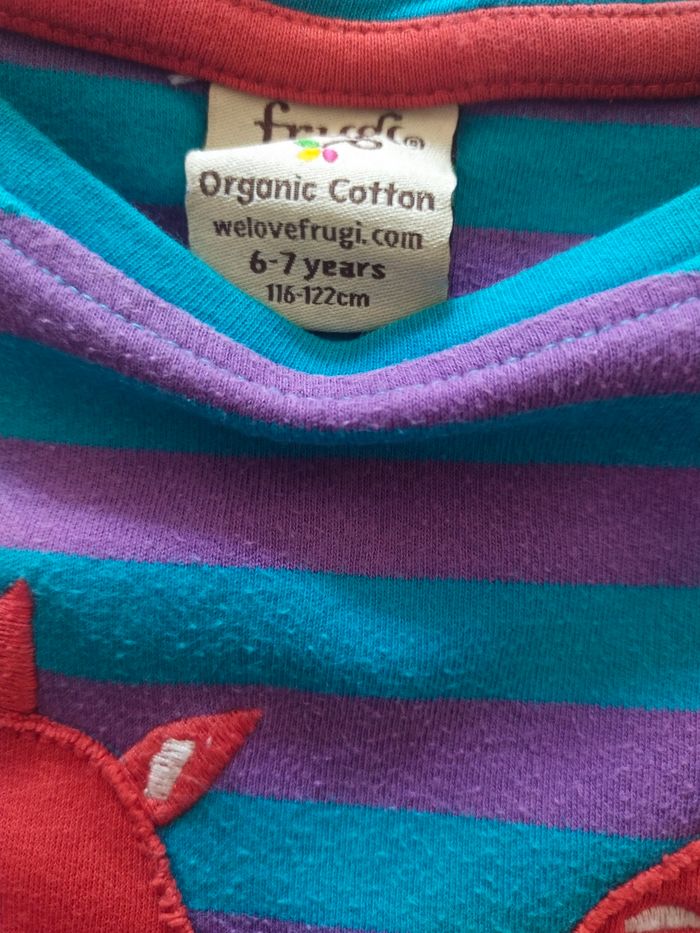 frugi®
Organic Cotton
welovefrugi.com
6-7 years
116-122cm